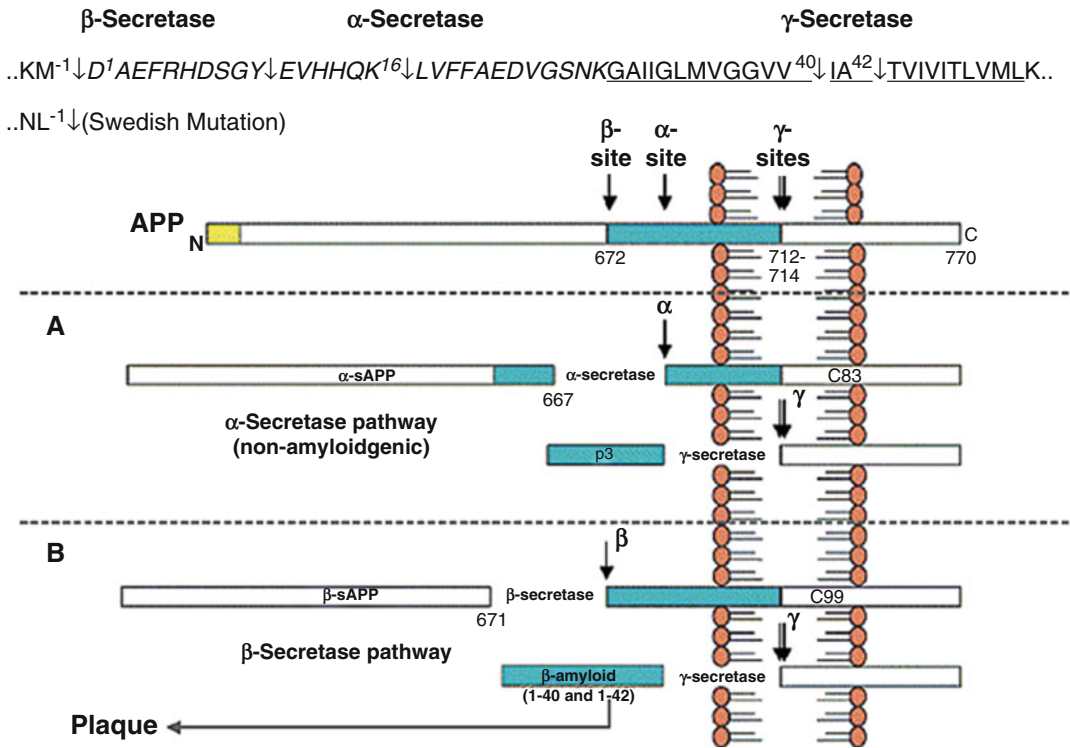 β-Secretase α-Secretase γ-Secretase
..KM⁻¹↓D¹AEFRHDSGY↓EVHHQK¹⁶↓LVFFAEDVGSNKGAIIGLMVGGVV⁴⁰↓IA⁴²↓TVIVITLVMLK..
..NL⁻¹↓(Swedish Mutation)
β-site α-site γ-sites
APP N C
672 712-714 770
A
α
α-sAPP α-secretase C83
667
γ
α-Secretase pathway
(non-amyloidgenic)
p3 γ-secretase
B
β
β-sAPP β-secretase C99
671
γ
β-Secretase pathway
β-amyloid γ-secretase
(1-40 and 1-42)
Plaque